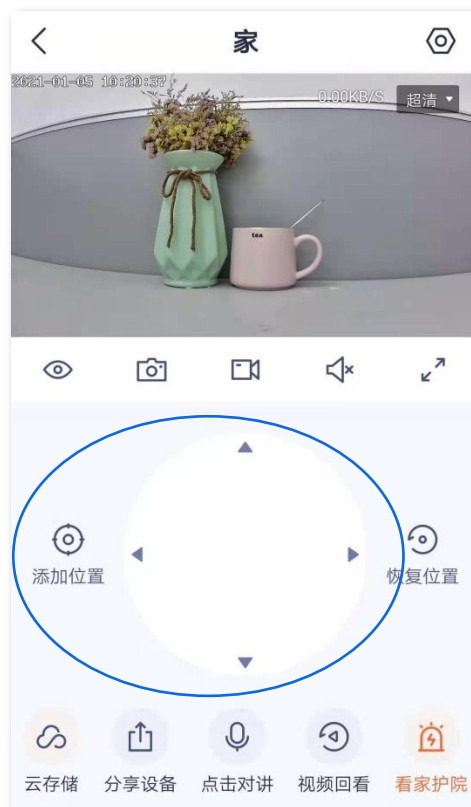 家
2021-01-05 10:20:37
0.00KB/S 超清
tea
添加位置
恢复位置
云存储 分享设备 点击对讲 视频回看 看家护院